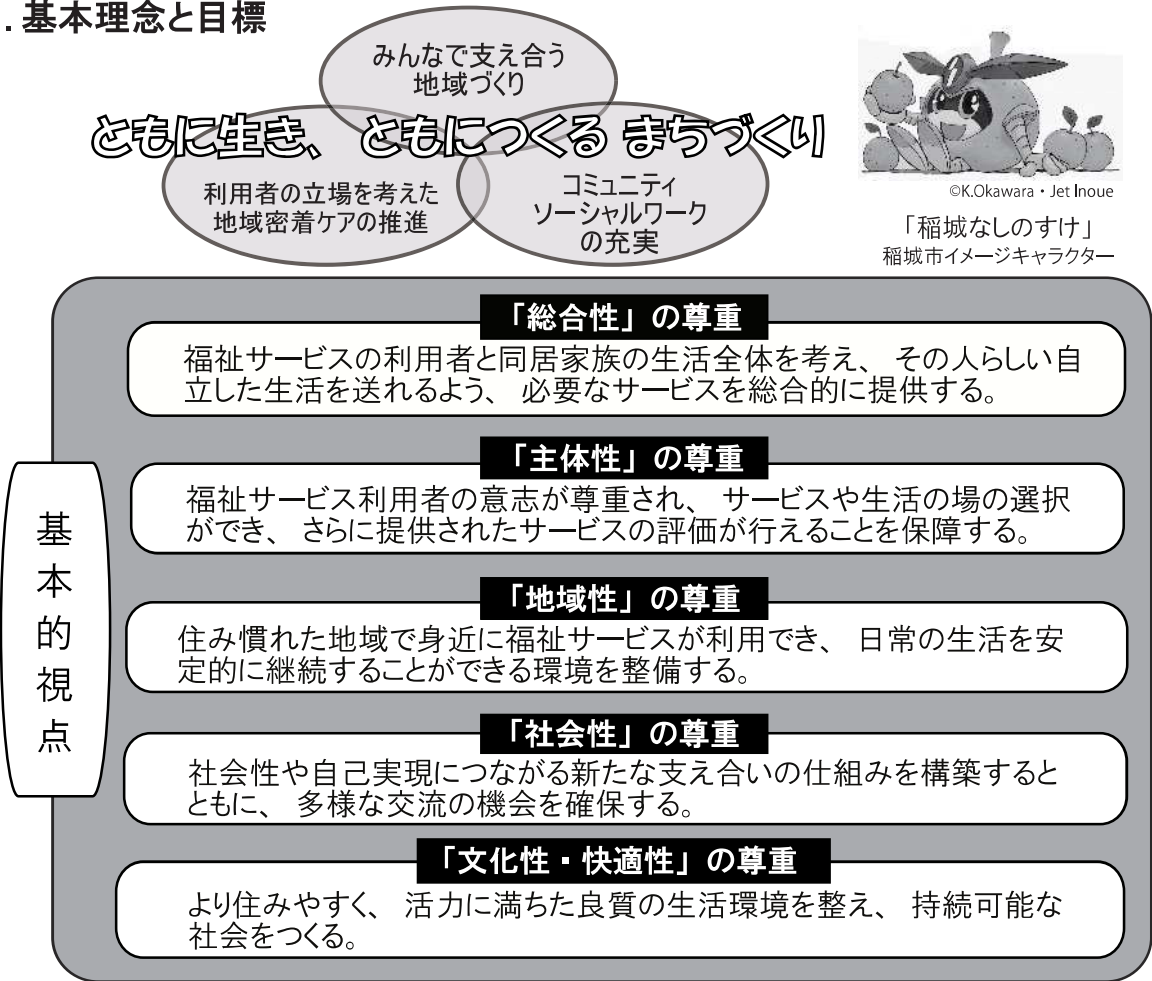 . 基本理念と目標
みんなで支え合う
地域づくり
ともに生き、 ともにつくる まちづくり
利用者の立場を考えた
地域密着ケアの推進
コミュニティ
ソーシャルワーク
の充実
©K.Okawara・Jet Inoue
「稲城なしのすけ」
稲城市イメージキャラクター
基本的視点
「総合性」の尊重
福祉サービスの利用者と同居家族の生活全体を考え、 その人らしい自
立した生活を送れるよう、 必要なサービスを総合的に提供する。
「主体性」の尊重
福祉サービス利用者の意志が尊重され、 サービスや生活の場の選択
ができ、 さらに提供されたサービスの評価が行えることを保障する。
「地域性」の尊重
住み慣れた地域で身近に福祉サービスが利用でき、 日常の生活を安
定的に継続することができる環境を整備する。
「社会性」の尊重
社会性や自己実現につながる新たな支え合いの仕組みを構築すると
ともに、 多様な交流の機会を確保する。
「文化性・快適性」の尊重
より住みやすく、 活力に満ちた良質の生活環境を整え、 持続可能な
社会をつくる。